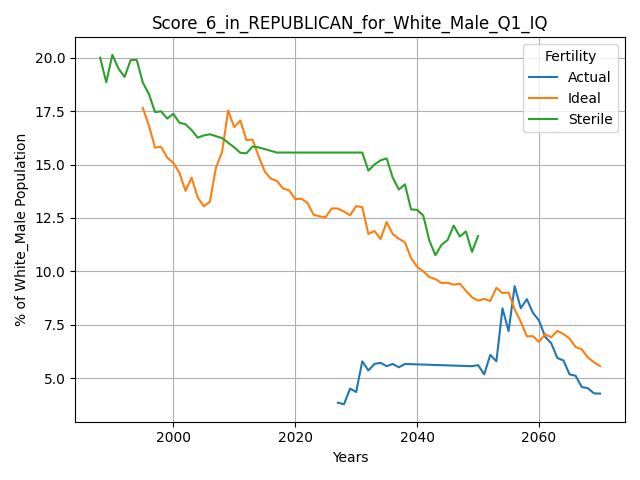 Score_6_in_REPUBLICAN_for_White_Male_Q1_IQ
Fertility
Actual
Ideal
Sterile
% of White_Male Population
20.0
17.5
15.0
12.5
10.0
7.5
5.0
2000 2020 2040 2060
Years